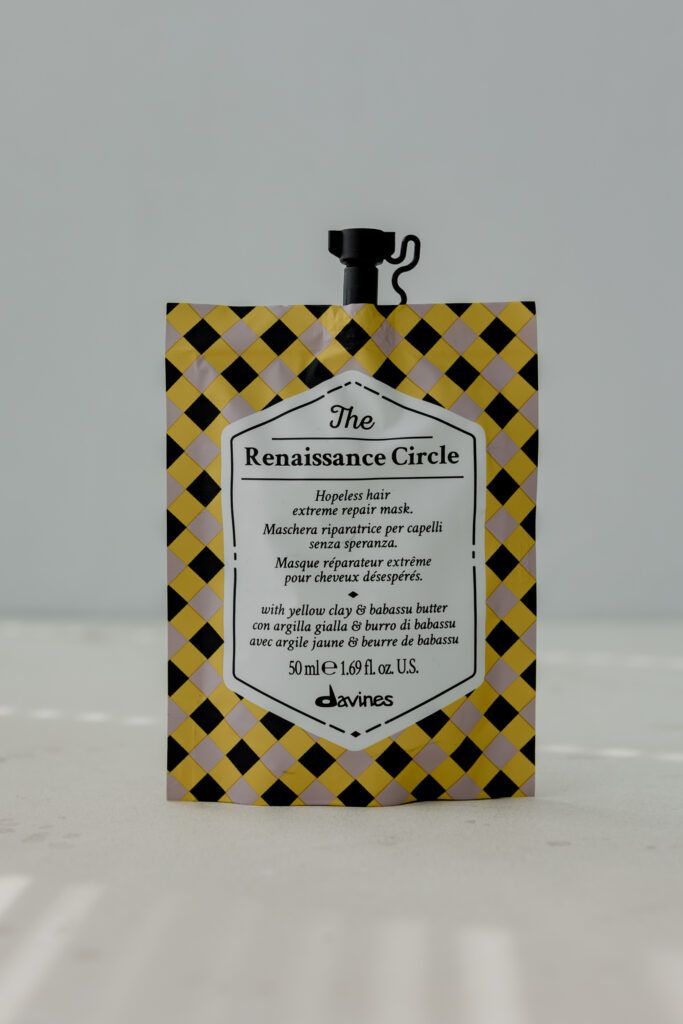 The
Renaissance Circle
Hopeless hair
extreme repair mask.
Maschera riparatrice per capelli
senza speranza.
Masque réparateur extrême
pour cheveux désespérés.
with yellow clay & babassu butter
con argilla gialla & burro di babassu
avec argile jaune & beurre de babassu
50 ml ℮ 1.69 fl. oz. U.S.
davines